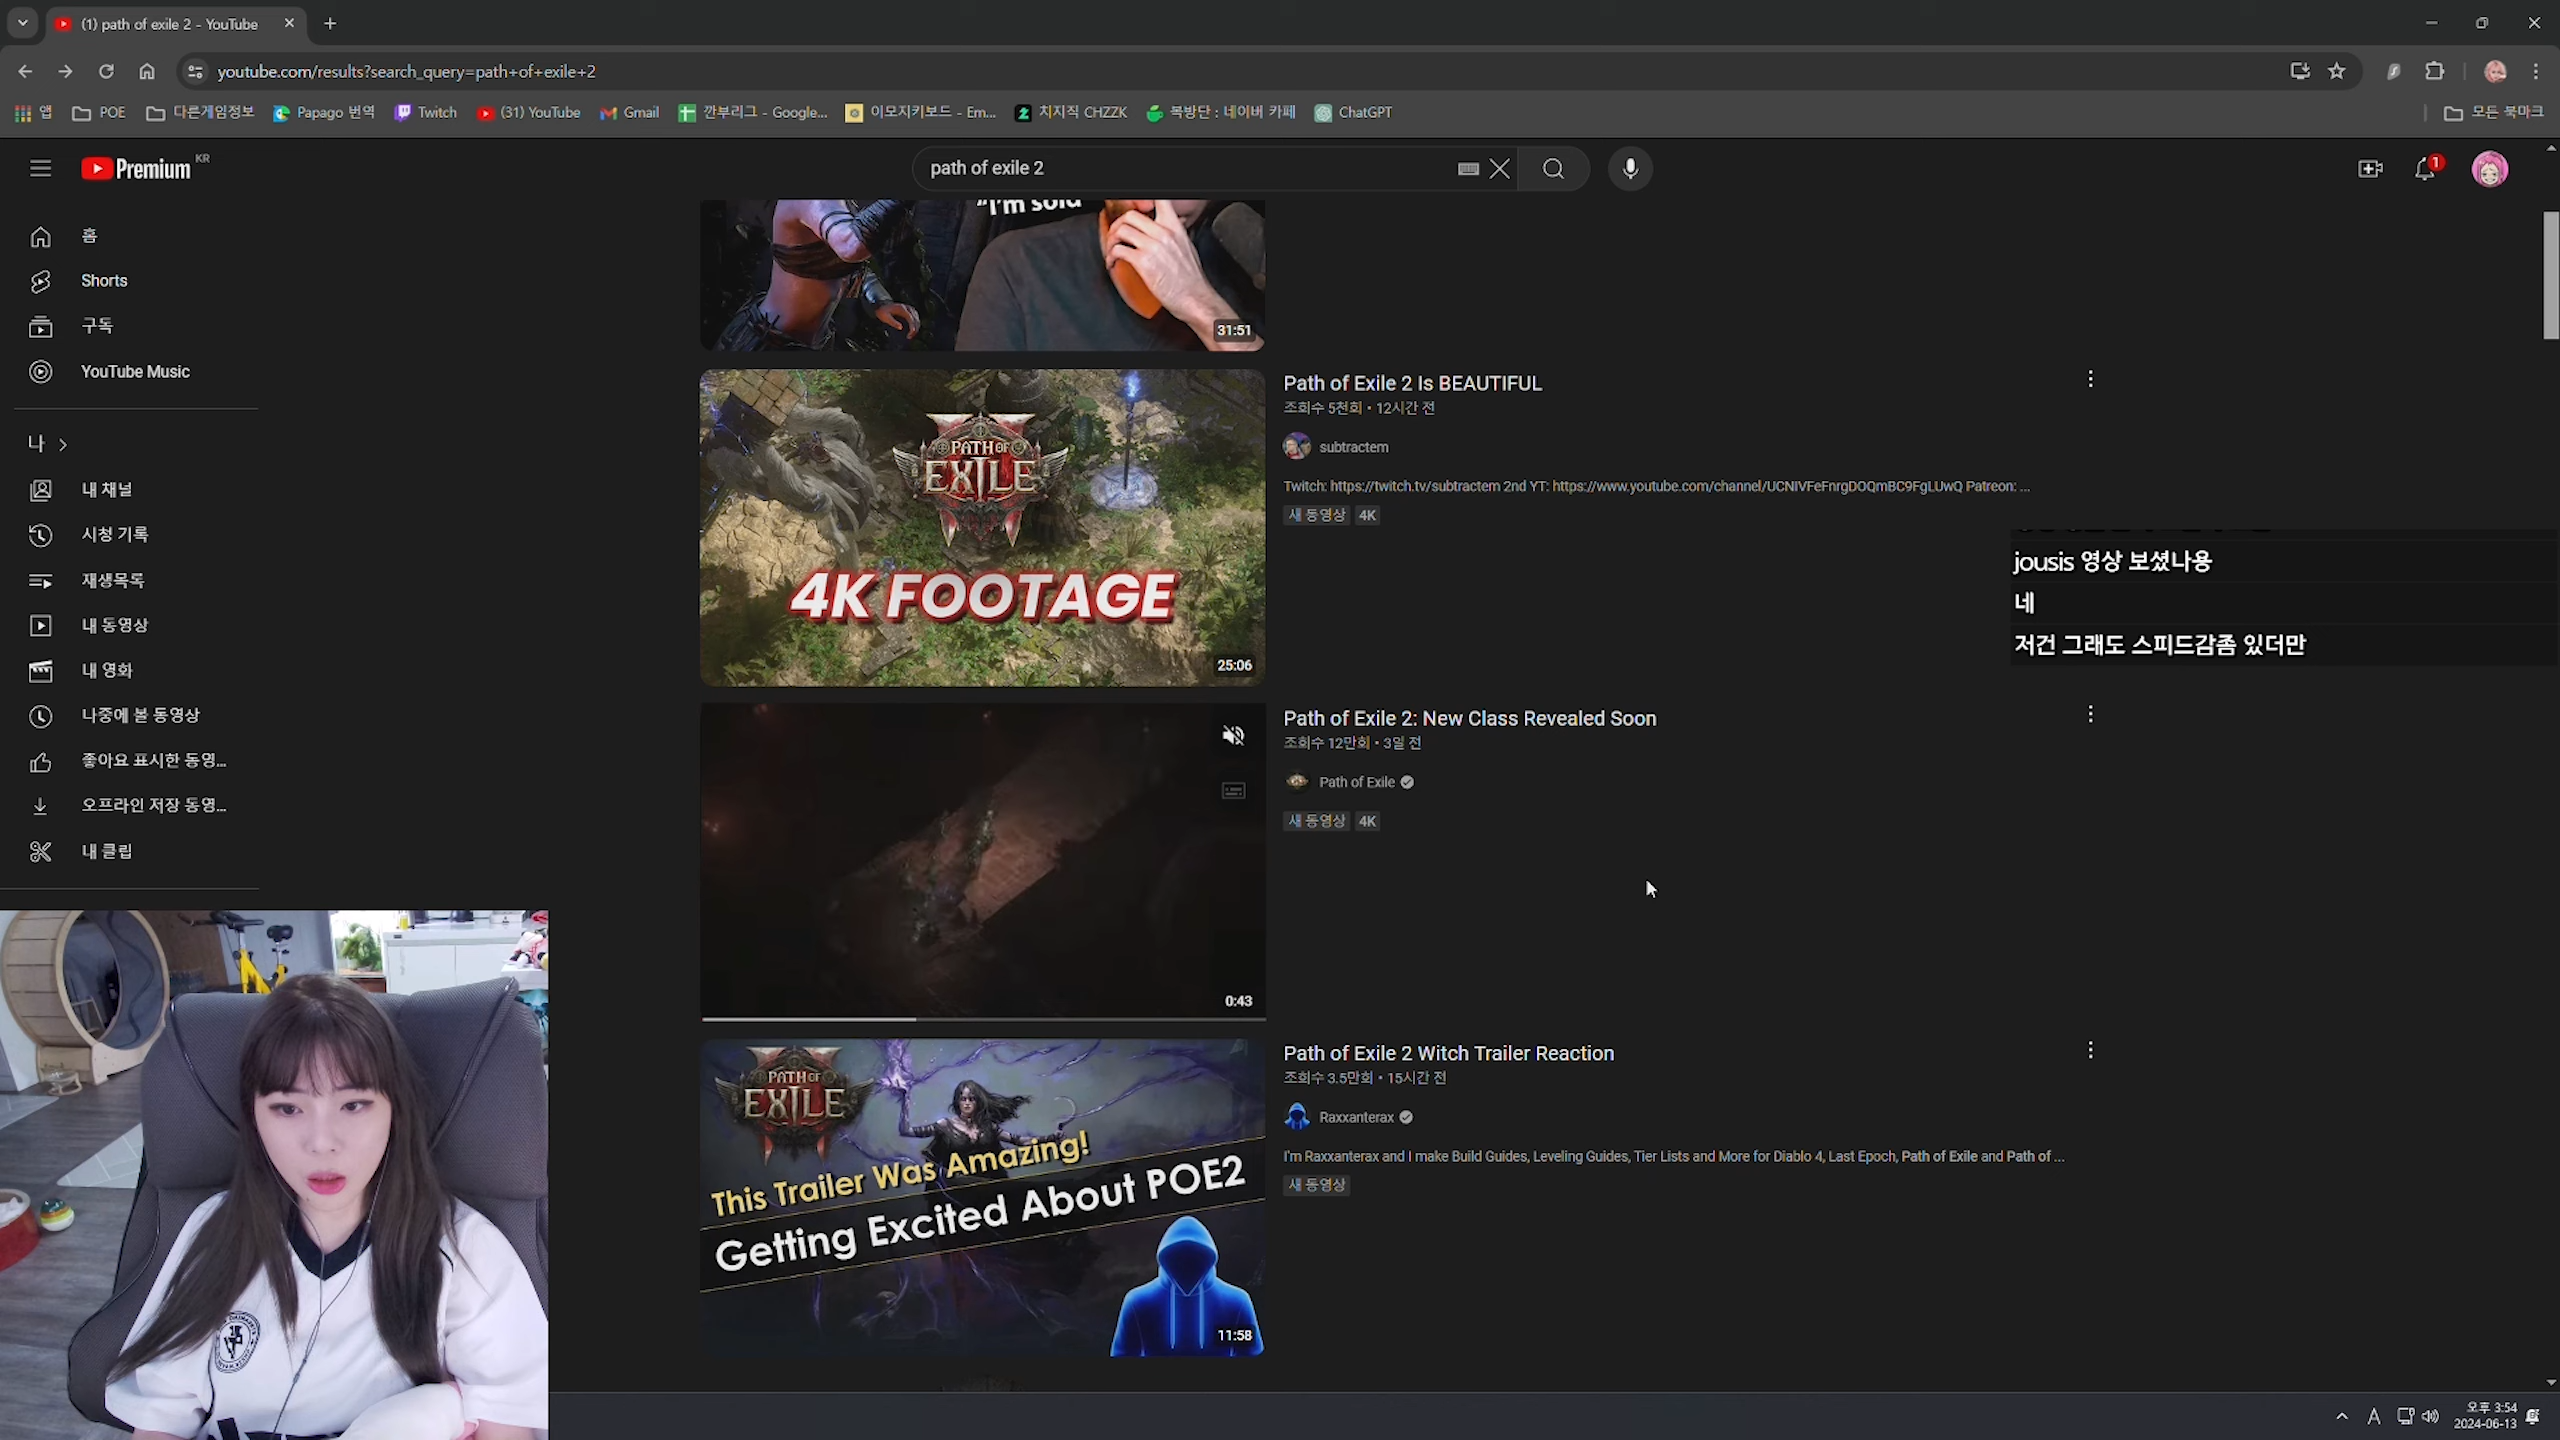 (1) path of exile 2 - YouTube
youtube.com/results?search_query=path+of+exile+2
앱
POE
다른게임정보
Papago 번역
Twitch
(31) YouTube
Gmail
깐부리그 - Google...
이모지키보드 - Em...
치지직 CHZZK
복방단 : 네이버 카페
ChatGPT
모든 북마크
Premium KR
path of exile 2
1
홈
Shorts
구독
YouTube Music
나
내 채널
시청 기록
재생목록
내 동영상
내 영화
나중에 볼 동영상
좋아요 표시한 동영...
오프라인 저장 동영...
내 클립
"I'm sold
31:51
PATH OF
EXILE
II
4K FOOTAGE
25:06
Path of Exile 2 Is BEAUTIFUL
조회수 5천회 • 12시간 전
subtractem
Twitch: https://twitch.tv/subtractem 2nd YT: https://www.youtube.com/channel/UCNIVFeFnrgDOQmBC9FgLUwQ Patreon: ...
새 동영상
4K
jousis 영상 보셨나용
네
저건 그래도 스피드감좀 있더만
0:43
Path of Exile 2: New Class Revealed Soon
조회수 12만회 • 3일 전
Path of Exile
새 동영상
4K
PATH OF
EXILE
II
This Trailer Was Amazing!
Getting Excited About POE2
11:58
Path of Exile 2 Witch Trailer Reaction
조회수 3.5만회 • 15시간 전
Raxxanterax
I'm Raxxanterax and I make Build Guides, Leveling Guides, Tier Lists and More for Diablo 4, Last Epoch, Path of Exile and Path of ...
새 동영상
A
오후 3:54
2024-06-13